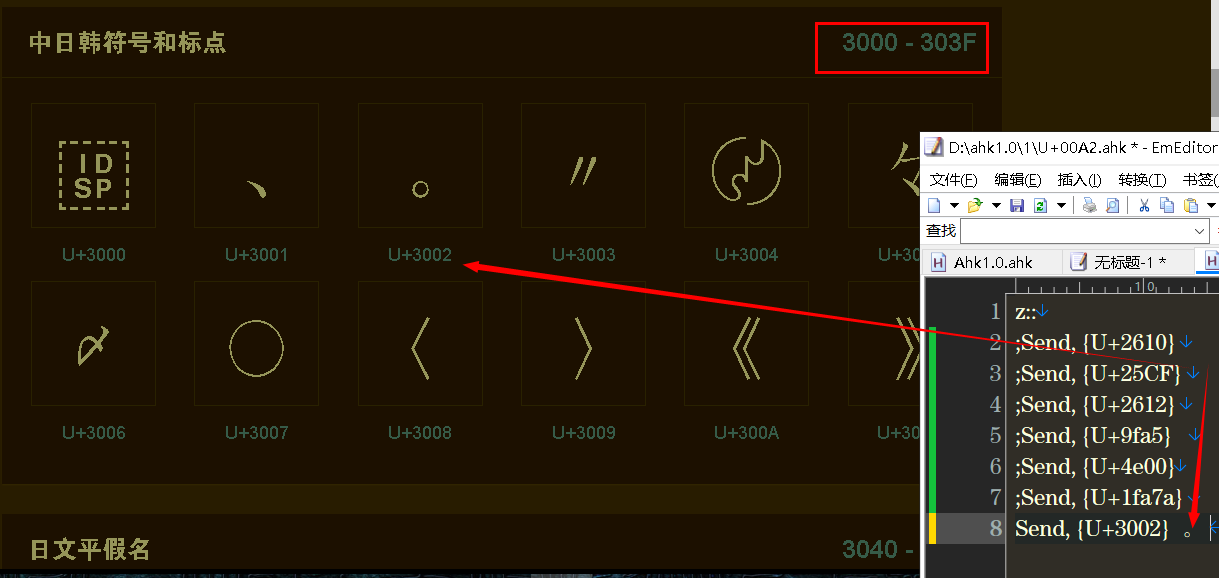 中日韩符号和标点 3000 - 303F
ID
SP
、 。 〃 〄
U+3000 U+3001 U+3002 U+3003 U+3004 U+30
〆 〇 〈 〉 《 》
U+3006 U+3007 U+3008 U+3009 U+300A U+30
日文平假名 3040 -
D:\ahk1.0\1\U+00A2.ahk * - EmEditor
文件(F) 编辑(E) 插入(I) 转换(T) 书签(
查找
Ahk1.0.ahk 无标题-1 *
10
1 z::↓
2 ;Send, {U+2610}↓
3 ;Send, {U+25CF}↓
4 ;Send, {U+2612}↓
5 ;Send, {U+9fa5} ↓
6 ;Send, {U+4e00}↓
7 ;Send, {U+1fa7a}
8 Send, {U+3002} 。